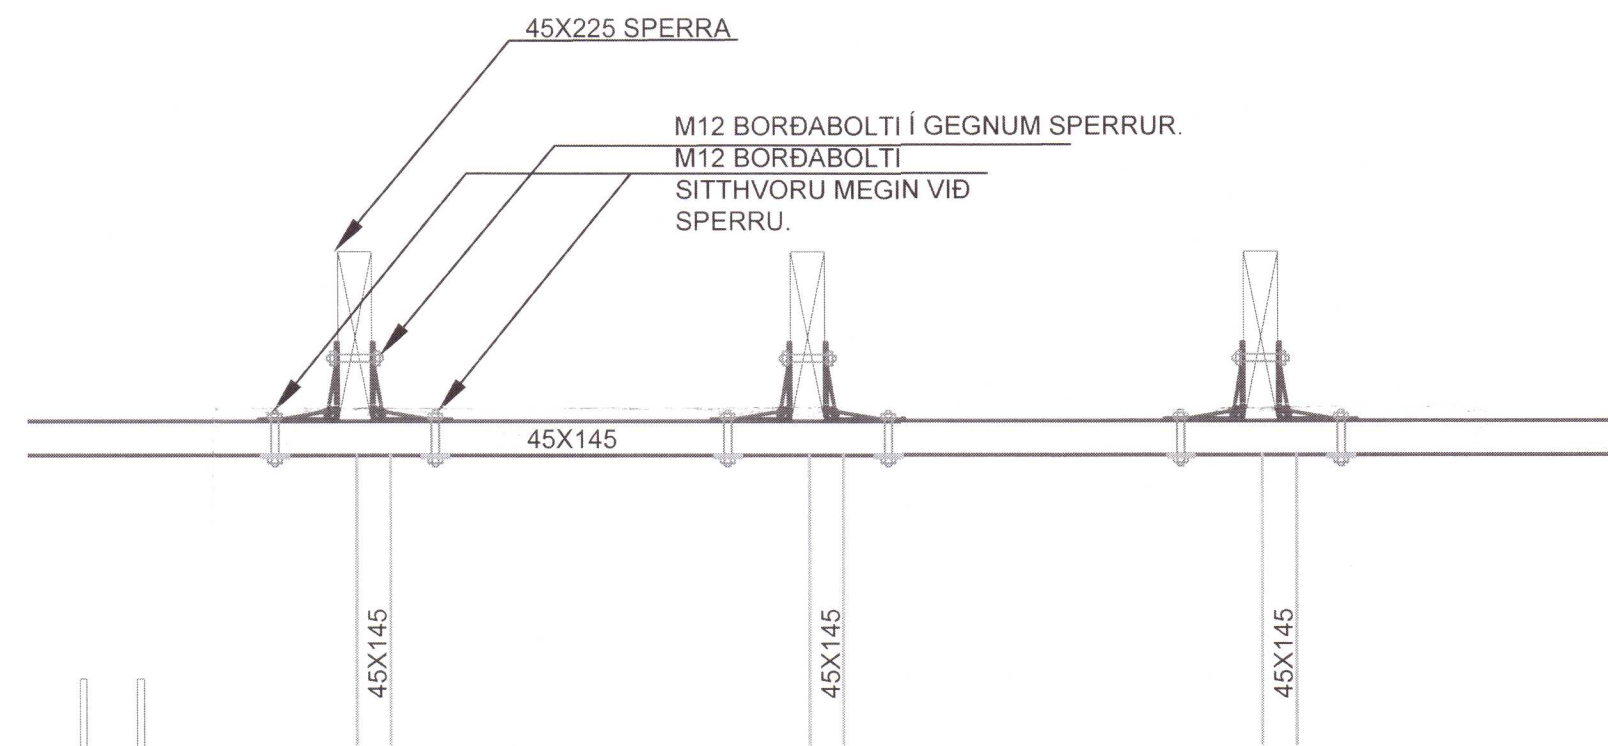 45X225 SPERRA
M12 BORÐABOLTI Í GEGNUM SPERRUR.
M12 BORÐABOLTI
SITTHVORU MEGIN VIÐ
SPERRU.
45X145
45X145
45X145
45X145